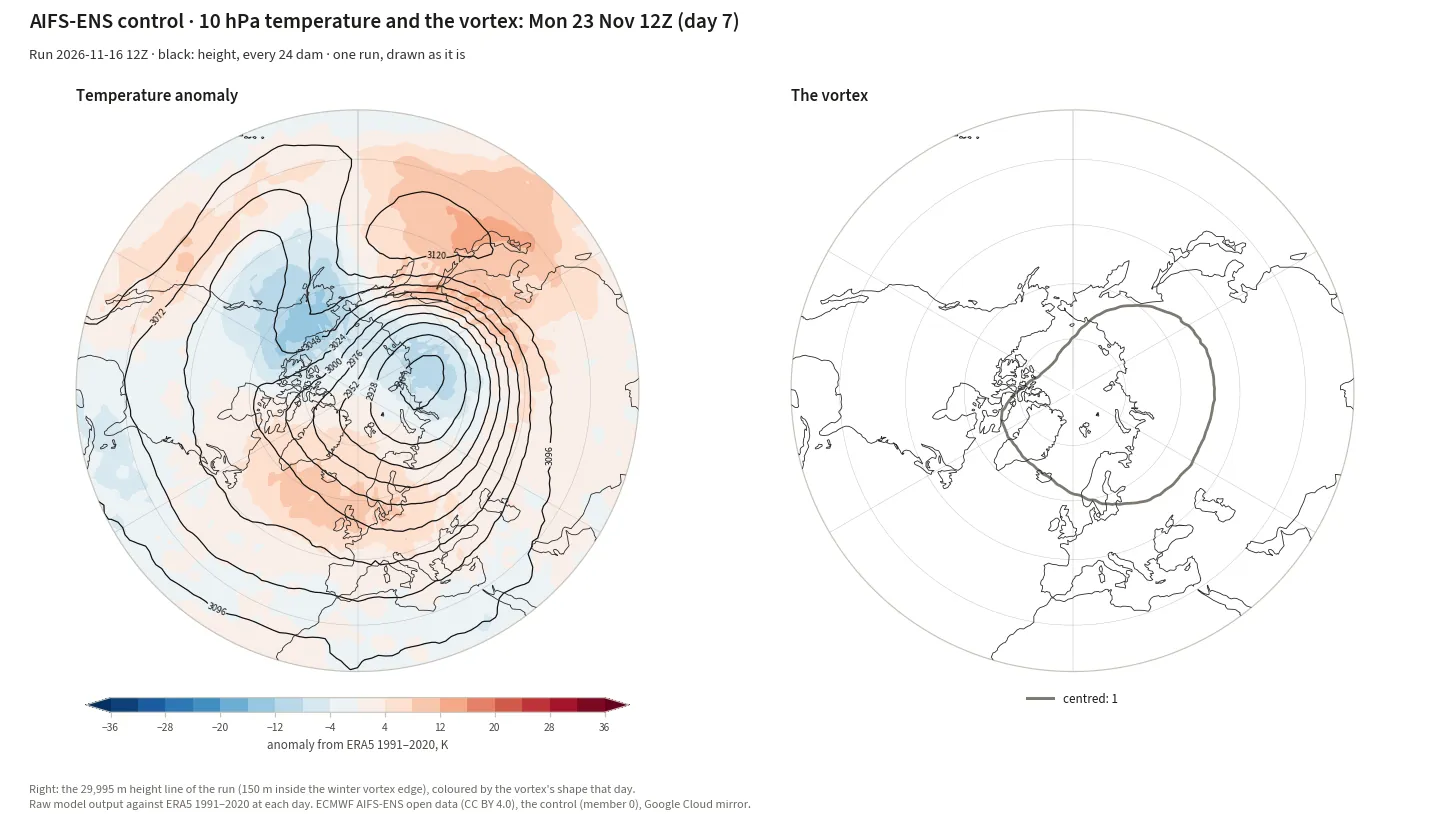 AIFS-ENS control · 10 hPa temperature and the vortex: Mon 23 Nov 12Z (day 7)
Run 2026-11-16 12Z · black: height, every 24 dam · one run, drawn as it is
Temperature anomaly
The vortex
3120
3072
3048
3024
3000
2976
2952
2928
3096
3096
−36 −28 −20 −12 −4 4 12 20 28 36
anomaly from ERA5 1991–2020, K
centred: 1
Right: the 29,995 m height line of the run (150 m inside the winter vortex edge), coloured by the vortex's shape that day.
Raw model output against ERA5 1991–2020 at each day. ECMWF AIFS-ENS open data (CC BY 4.0), the control (member 0), Google Cloud mirror.